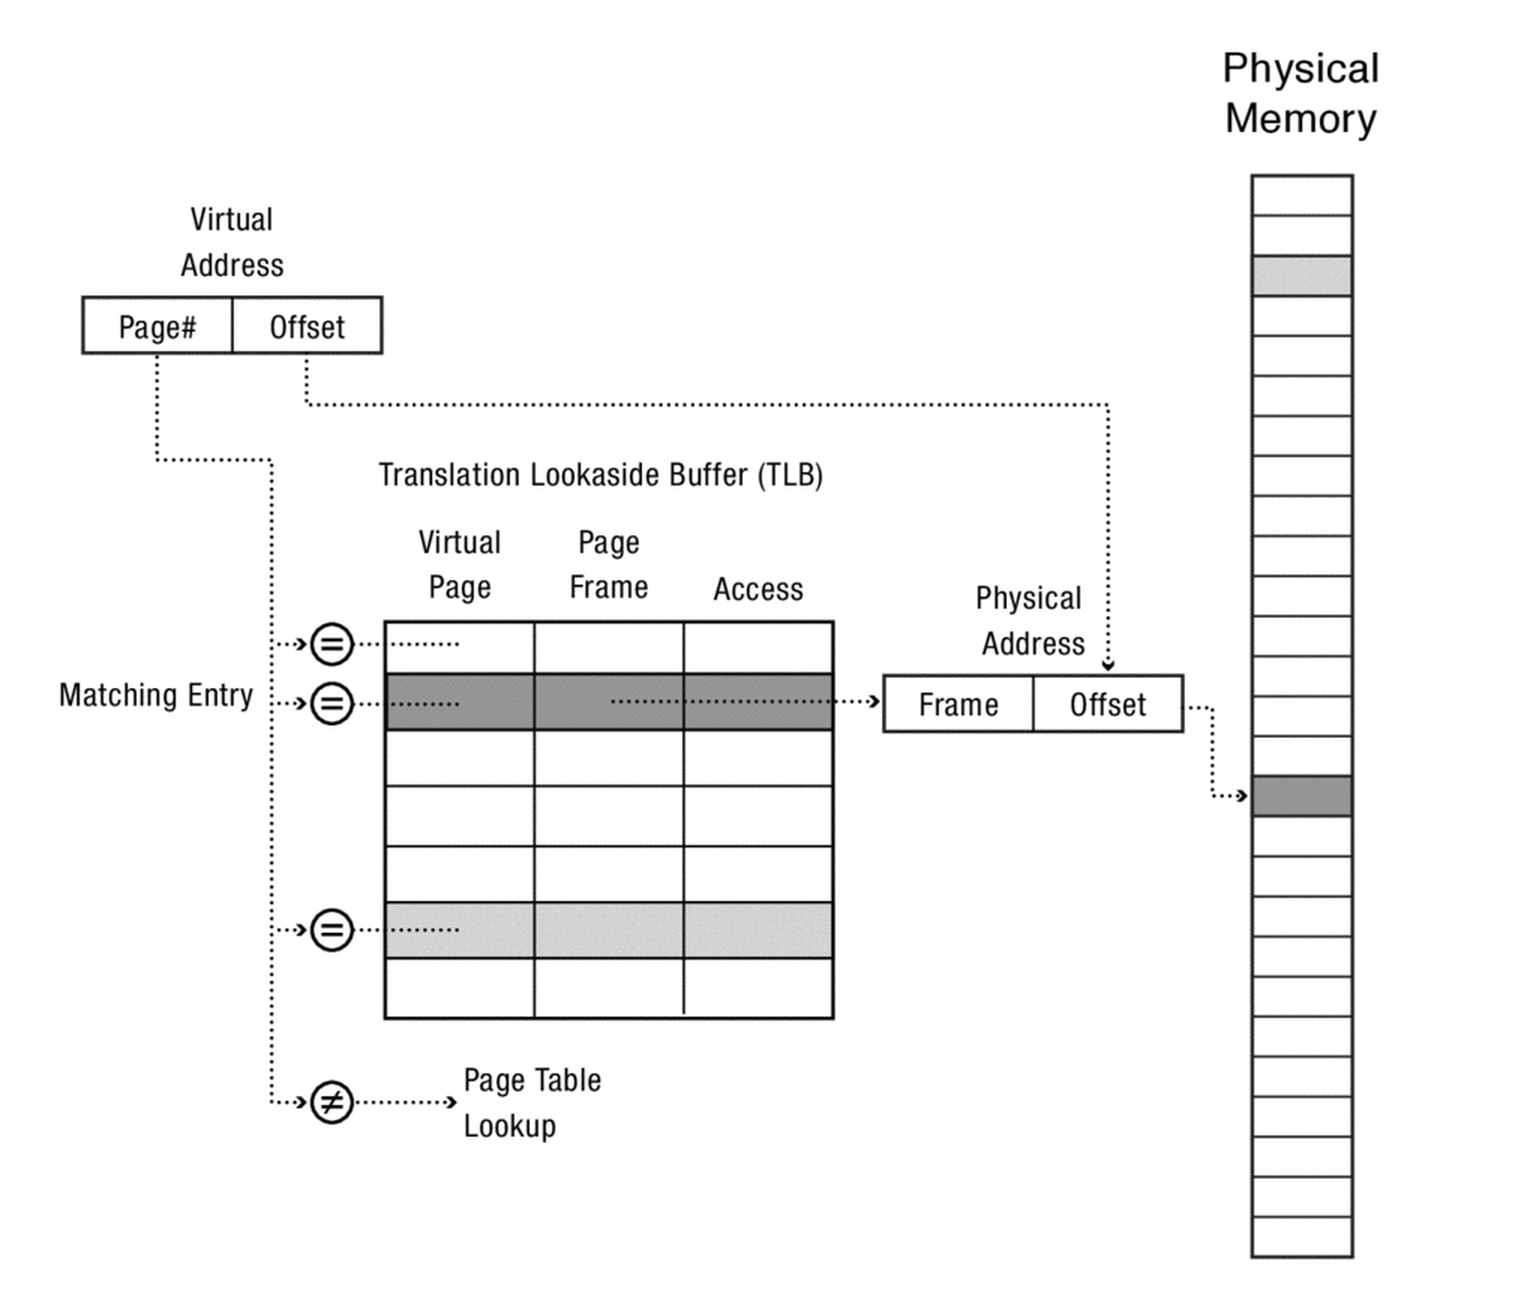 Physical
Memory
Virtual
Address
Page#
Offset
Translation Lookaside Buffer (TLB)
Virtual
Page
Page
Frame
Access
Physical
Address
=
Matching Entry
=
Frame
Offset
=
≠
Page Table
Lookup